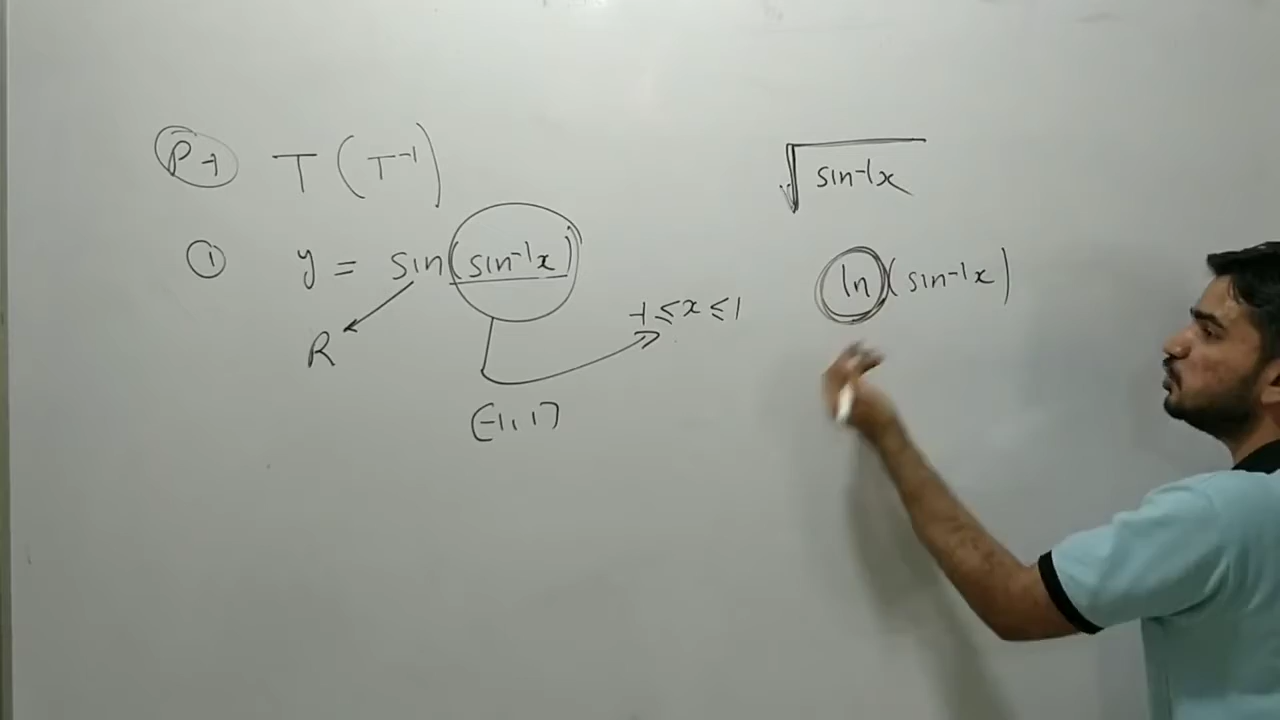 P-1 T(T⁻¹)
① y = sin(sin⁻¹x)
R
-1 ≤ x ≤ 1
[-1, 1]
√sin⁻¹x
ln(sin⁻¹x)